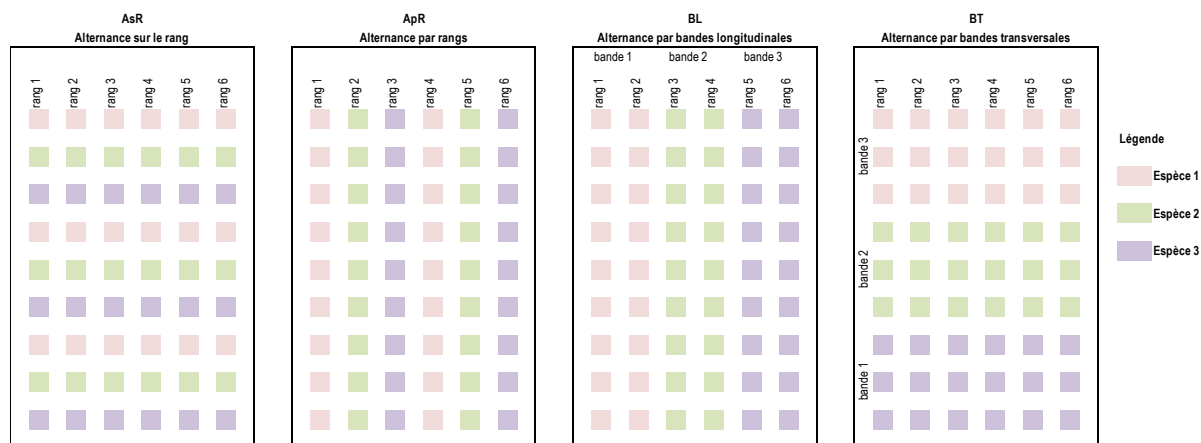 AsR
Alternance sur le rang
rang 1
rang 2
rang 3
rang 4
rang 5
rang 6
ApR
Alternance par rangs
rang 1
rang 2
rang 3
rang 4
rang 5
rang 6
BL
Alternance par bandes longitudinales
bande 1
bande 2
bande 3
rang 1
rang 2
rang 3
rang 4
rang 5
rang 6
BT
Alternance par bandes transversales
rang 1
rang 2
rang 3
rang 4
rang 5
rang 6
bande 3
bande 2
bande 1
Légende
Espèce 1
Espèce 2
Espèce 3